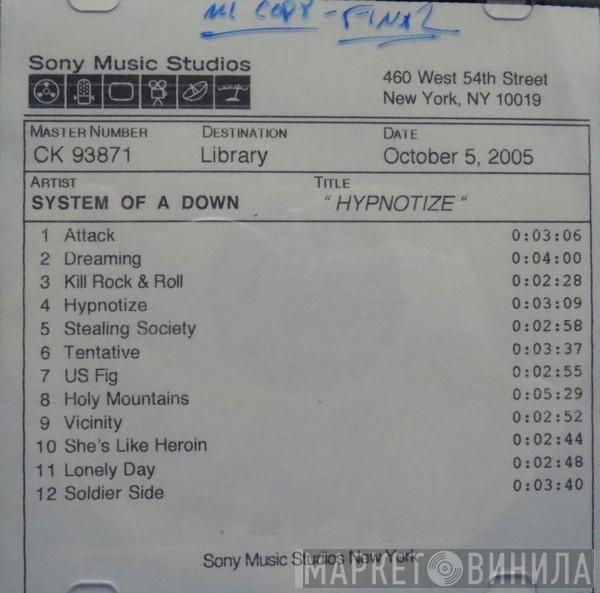 COPY - FINAL
Sony Music Studios
460 West 54th Street
New York, NY 10019
MASTER NUMBER DESTINATION DATE
CK 93871 Library October 5, 2005
ARTIST TITLE
SYSTEM OF A DOWN "HYPNOTIZE"
1 Attack 0:03:06
2 Dreaming 0:04:00
3 Kill Rock & Roll 0:02:28
4 Hypnotize 0:03:09
5 Stealing Society 0:02:58
6 Tentative 0:03:37
7 US Fig 0:02:55
8 Holy Mountains 0:05:29
9 Vicinity 0:02:52
10 She's Like Heroin 0:02:44
11 Lonely Day 0:02:48
12 Soldier Side 0:03:40
Sony Music Studios New York
МАРКЕТ ВИНИЛА